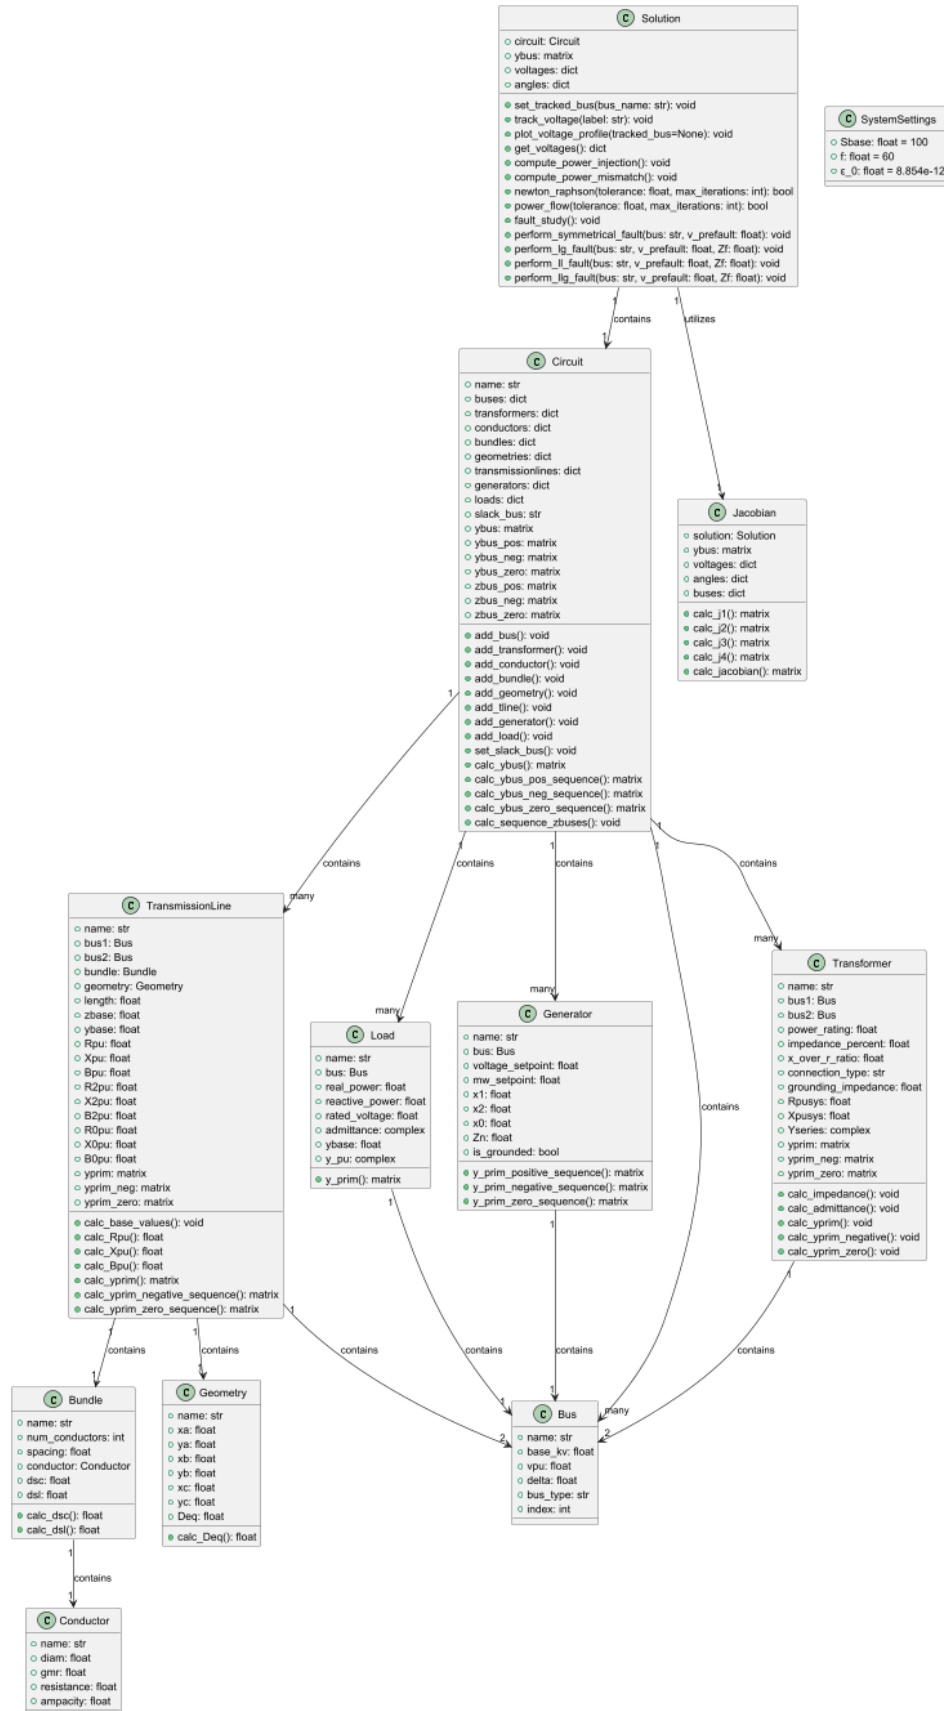 C Solution
circuit: Circuit
ybus: matrix
voltages: dict
angles: dict
set_tracked_bus(bus_name: str): void
track_voltage(label: str): void
plot_voltage_profile(tracked_bus=None): void
get_voltages(): dict
compute_power_injection(): void
compute_power_mismatch(): void
newton_raphson(tolerance: float, max_iterations: int): bool
power_flow(tolerance: float, max_iterations: int): bool
fault_study(): void
perform_symmetrical_fault(bus: str, v_prefault: float): void
perform_lg_fault(bus: str, v_prefault: float, Zf: float): void
perform_ll_fault(bus: str, v_prefault: float, Zf: float): void
perform_llg_fault(bus: str, v_prefault: float, Zf: float): void
C SystemSettings
Sbase: float = 100
f: float = 60
ε_0: float = 8.854e-12
1
contains
1
1
utilizes
1
C Circuit
name: str
buses: dict
transformers: dict
conductors: dict
bundles: dict
geometries: dict
transmissionlines: dict
generators: dict
loads: dict
slack_bus: str
ybus: matrix
ybus_pos: matrix
ybus_neg: matrix
ybus_zero: matrix
zbus_pos: matrix
zbus_neg: matrix
zbus_zero: matrix
add_bus(): void
add_transformer(): void
add_conductor(): void
add_bundle(): void
add_geometry(): void
add_tline(): void
add_generator(): void
add_load(): void
set_slack_bus(): void
calc_ybus(): matrix
calc_ybus_pos_sequence(): matrix
calc_ybus_neg_sequence(): matrix
calc_ybus_zero_sequence(): matrix
calc_sequence_zbuses(): void
C Jacobian
solution: Solution
ybus: matrix
voltages: dict
angles: dict
buses: dict
calc_j1(): matrix
calc_j2(): matrix
calc_j3(): matrix
calc_j4(): matrix
calc_jacobian(): matrix
1
contains
many
1
contains
many
1
contains
many
1
contains
many
1
contains
many
C TransmissionLine
name: str
bus1: Bus
bus2: Bus
bundle: Bundle
geometry: Geometry
length: float
zbase: float
ybase: float
Rpu: float
Xpu: float
Bpu: float
R2pu: float
X2pu: float
B2pu: float
R0pu: float
X0pu: float
B0pu: float
yprim: matrix
yprim_neg: matrix
yprim_zero: matrix
calc_base_values(): void
calc_Rpu(): float
calc_Xpu(): float
calc_Bpu(): float
calc_yprim(): matrix
calc_yprim_negative_sequence(): matrix
calc_yprim_zero_sequence(): matrix
C Load
name: str
bus: Bus
real_power: float
reactive_power: float
rated_voltage: float
admittance: complex
ybase: float
y_pu: complex
y_prim(): matrix
C Generator
name: str
bus: Bus
voltage_setpoint: float
mw_setpoint: float
x1: float
x2: float
x0: float
Zn: float
is_grounded: bool
y_prim_positive_sequence(): matrix
y_prim_negative_sequence(): matrix
y_prim_zero_sequence(): matrix
C Transformer
name: str
bus1: Bus
bus2: Bus
power_rating: float
impedance_percent: float
x_over_r_ratio: float
connection_type: str
grounding_impedance: float
Rpusys: float
Xpusys: float
Yseries: complex
yprim: matrix
yprim_neg: matrix
yprim_zero: matrix
calc_impedance(): void
calc_admittance(): void
calc_yprim(): void
calc_yprim_negative(): void
calc_yprim_zero(): void
1
contains
1
1
contains
1
1
contains
2
1
contains
1
1
contains
1
1
contains
2
C Bundle
name: str
num_conductors: int
spacing: float
conductor: Conductor
dsc: float
dsl: float
calc_dsc(): float
calc_dsl(): float
C Geometry
name: str
xa: float
ya: float
xb: float
yb: float
xc: float
yc: float
Deq: float
calc_Deq(): float
C Bus
name: str
base_kv: float
vpu: float
delta: float
bus_type: str
index: int
1
contains
1
C Conductor
name: str
diam: float
gmr: float
resistance: float
ampacity: float